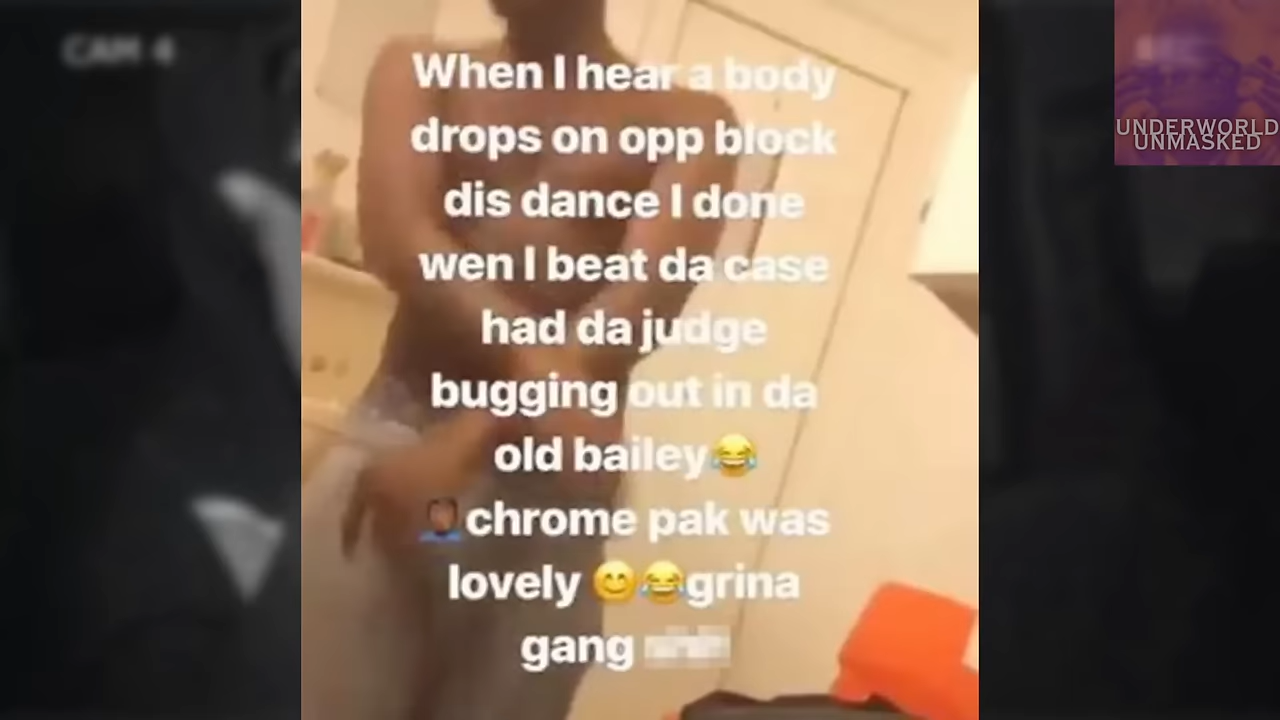 CAM 4
REC
UNDERWORLD
UNMASKED
When I hear a body
drops on opp block
dis dance I done
wen I beat da case
had da judge
bugging out in da
old bailey😂
🤦🏿‍♂️chrome pak was
lovely 😊😂grina
gang